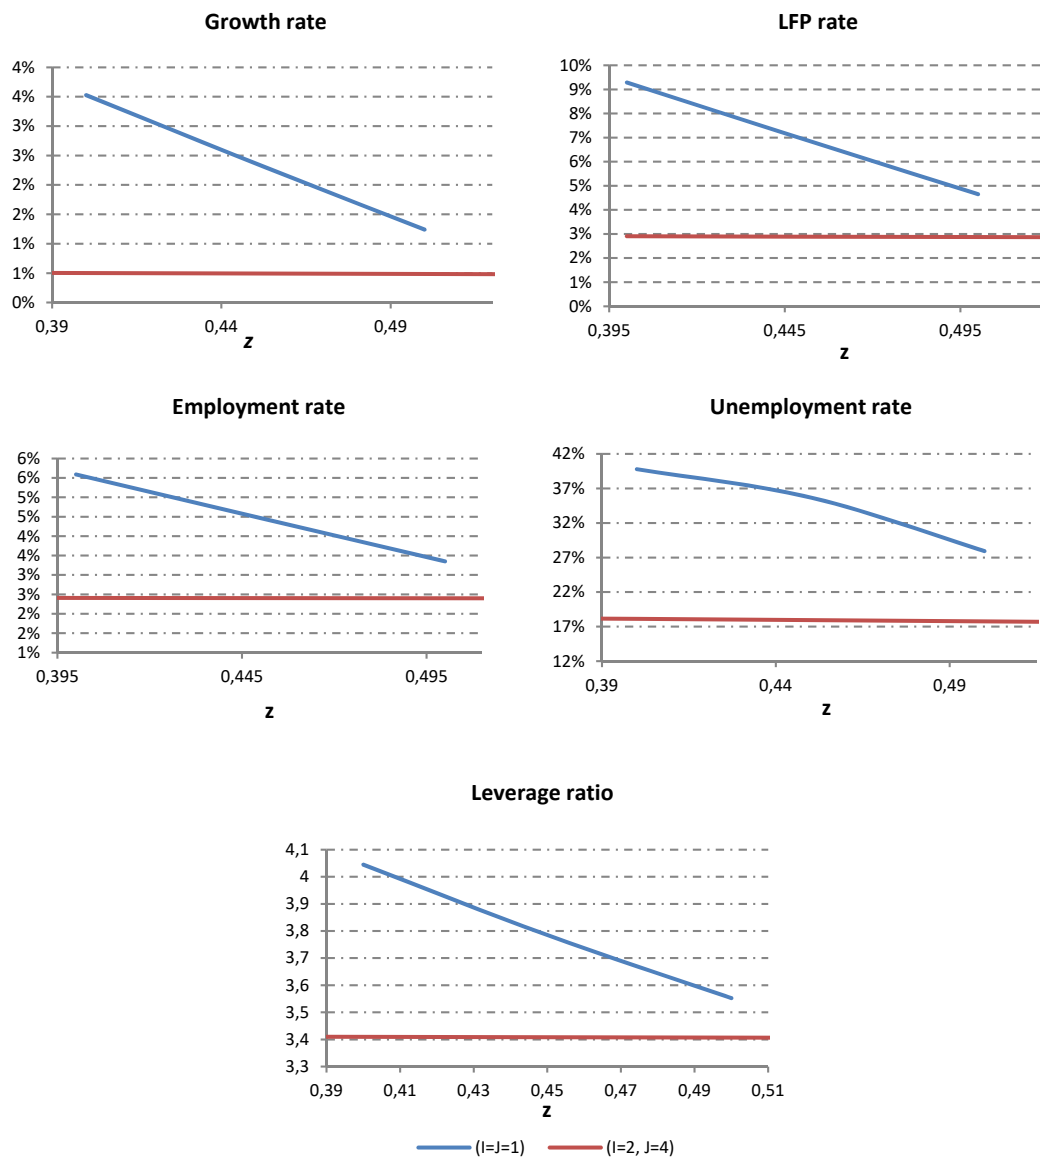 Growth rate
4%
4%
3%
3%
2%
2%
1%
1%
0%
0,39 0,44 0,49
z
LFP rate
10%
9%
8%
7%
6%
5%
4%
3%
2%
1%
0%
0,395 0,445 0,495
z
Employment rate
6%
6%
5%
5%
4%
4%
3%
3%
2%
2%
1%
0,395 0,445 0,495
z
Unemployment rate
42%
37%
32%
27%
22%
17%
12%
0,39 0,44 0,49
z
Leverage ratio
4,1
4
3,9
3,8
3,7
3,6
3,5
3,4
3,3
0,39 0,41 0,43 0,45 0,47 0,49 0,51
z
(I=J=1) (I=2, J=4)